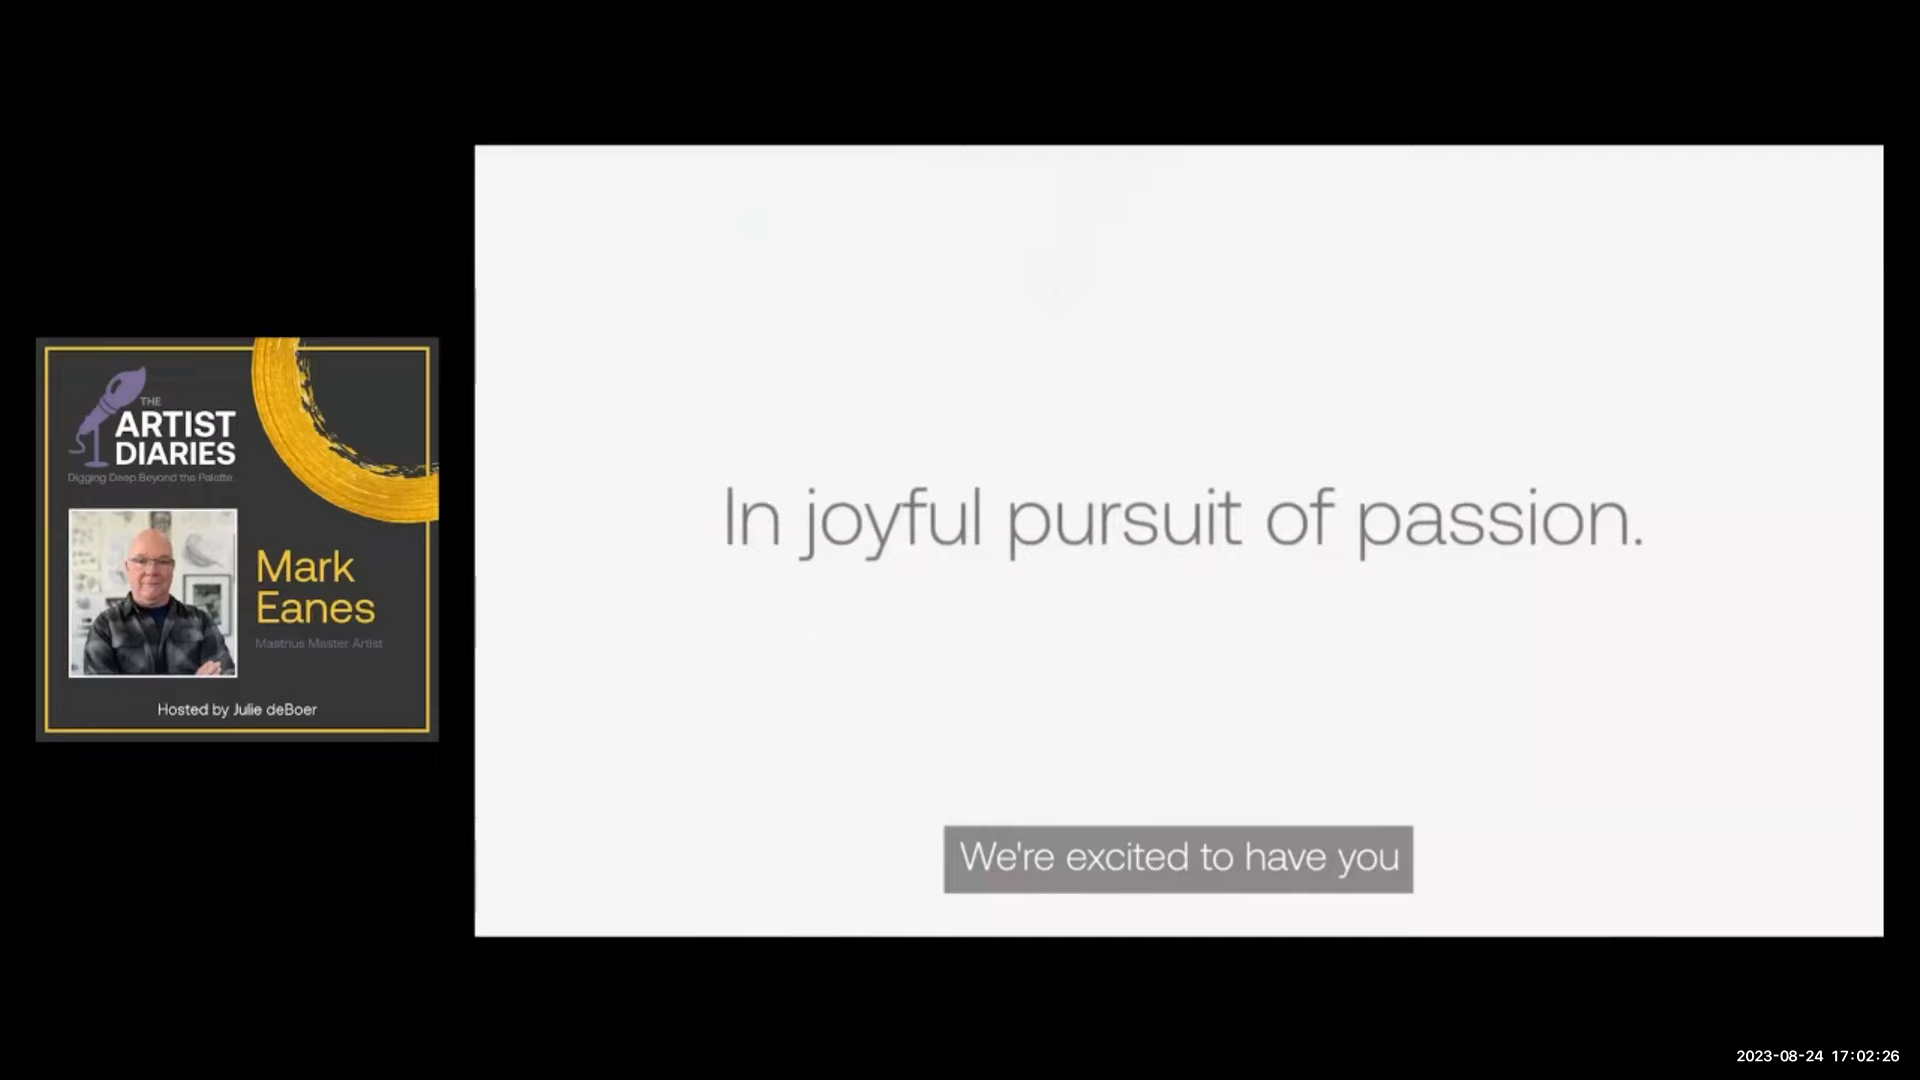 THE
ARTIST
DIARIES
Digging Deep Beyond the Palette
Mark
Eanes
Mastrius Master Artist
Hosted by Julie deBoer
In joyful pursuit of passion.
We're excited to have you
2023-08-24 17:02:26